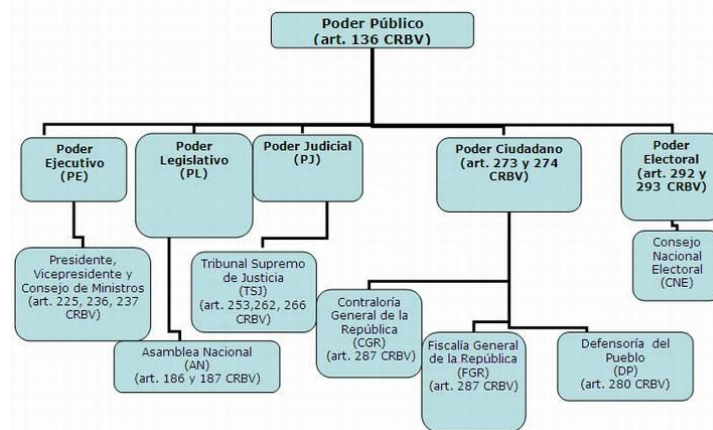 Poder Público
(art. 136 CRBV)
Poder
Ejecutivo
(PE)
Poder
Legislativo
(PL)
Poder Judicial
(PJ)
Poder Ciudadano
(art. 273 y 274
CRBV)
Poder
Electoral
(art. 292 y
293 CRBV)
Presidente,
Vicepresidente y
Consejo de Ministros
(art. 225, 236, 237
CRBV)
Tribunal Supremo
de Justicia
(TSJ)
(art. 253,262, 266
CRBV)
Consejo
Nacional
Electoral
(CNE)
Asamblea Nacional
(AN)
(art. 186 y 187 CRBV)
Contraloría
General de la
República
(CGR)
(art. 287 CRBV)
Fiscalía General
de la República
(FGR)
(art. 287 CRBV)
Defensoría del
Pueblo
(DP)
(art. 280 CRBV)